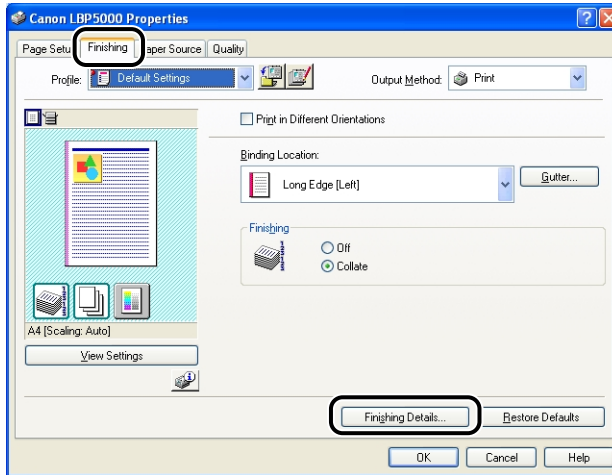 Canon LBP5000 Properties
Page Setu Finishing aper Source Quality
Profile: Default Settings Output Method: Print
Print in Different Orientations
Binding Location:
Long Edge [Left] Gutter...
Finishing
Off
Collate
A4 [Scaling: Auto]
View Settings
Finishing Details... Restore Defaults
OK Cancel Help